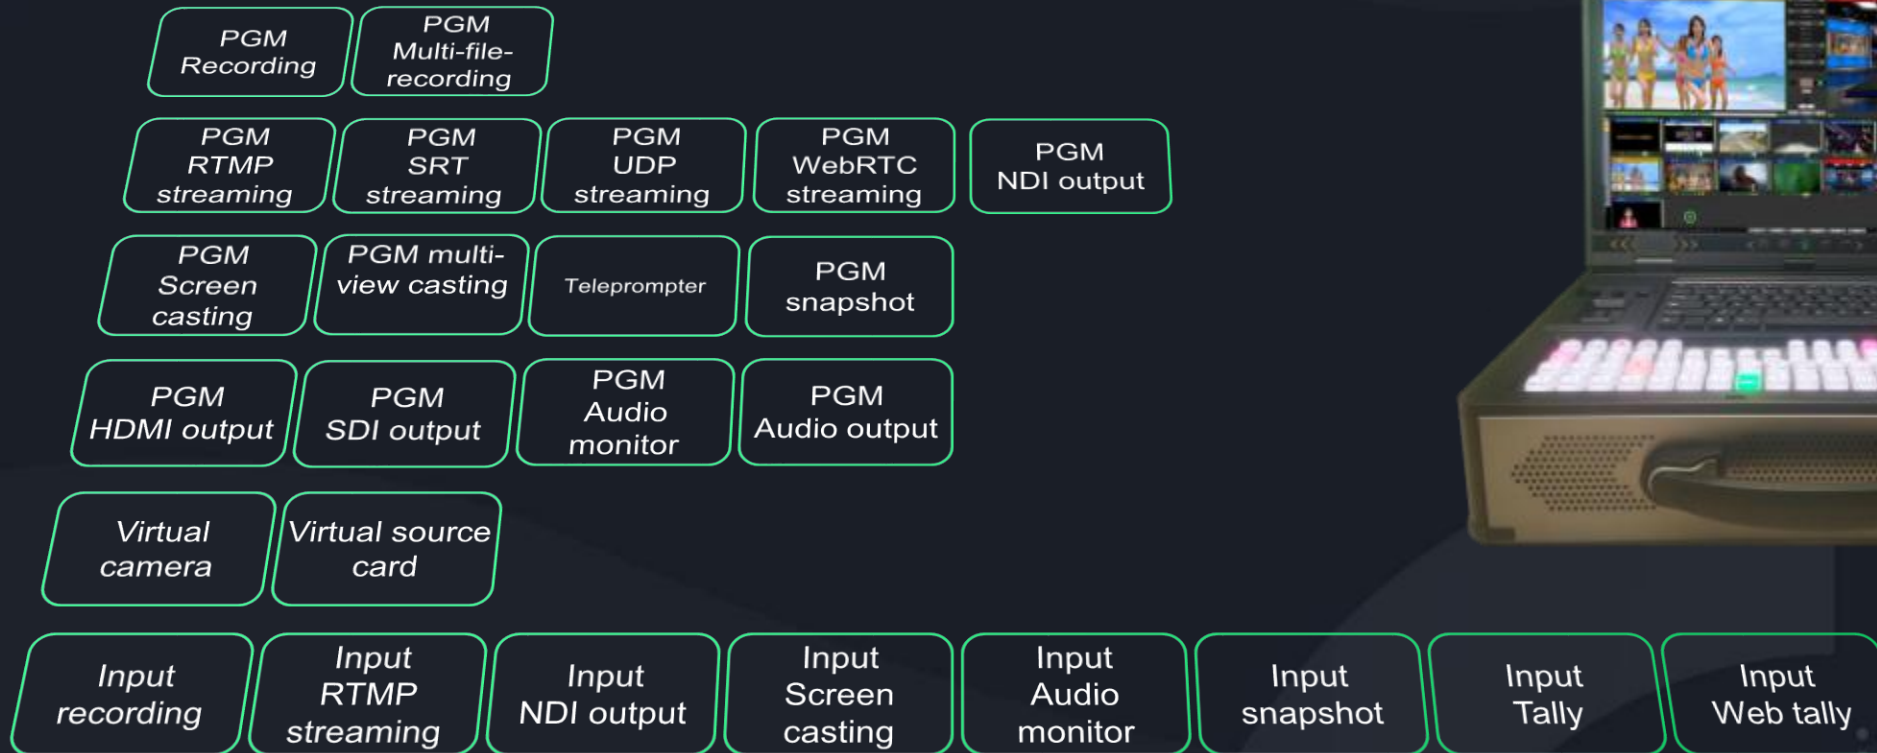 PGM
Recording
PGM
Multi-file-
recording
PGM
RTMP
streaming
PGM
SRT
streaming
PGM
UDP
streaming
PGM
WebRTC
streaming
PGM
NDI output
PGM
Screen
casting
PGM multi-
view casting
Teleprompter
PGM
snapshot
PGM
HDMI output
PGM
SDI output
PGM
Audio
monitor
PGM
Audio output
Virtual
camera
Virtual source
card
Input
recording
Input
RTMP
streaming
Input
NDI output
Input
Screen
casting
Input
Audio
monitor
Input
snapshot
Input
Tally
Input
Web tally